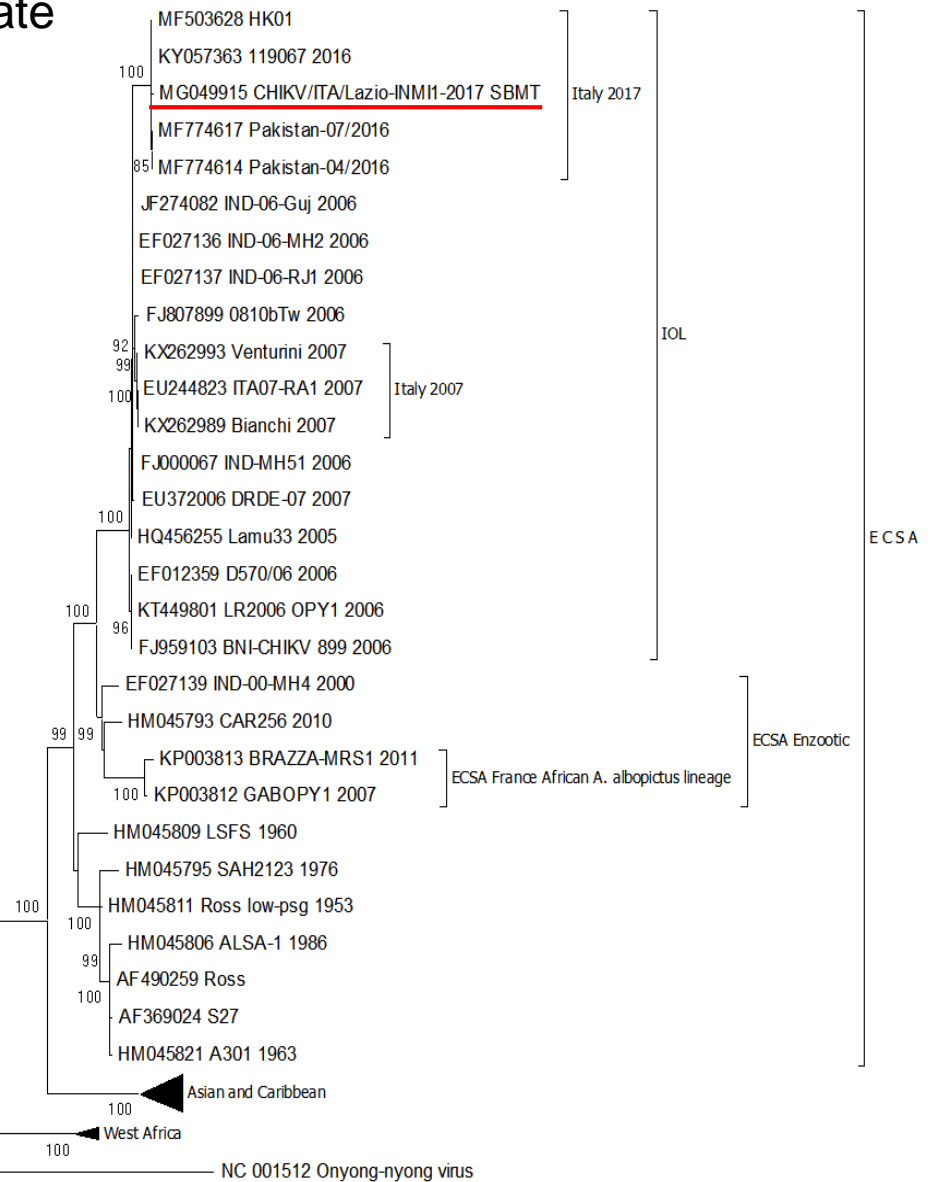 ate
MF503628 HK01
KY057363 119067 2016
100
MG049915 CHIKV/ITA/Lazio-INMI1-2017 SBMT
Italy 2017
MF774617 Pakistan-07/2016
85
MF774614 Pakistan-04/2016
JF274082 IND-06-Guj 2006
EF027136 IND-06-MH2 2006
EF027137 IND-06-RJ1 2006
FJ807899 0810bTw 2006
IOL
92
KX262993 Venturini 2007
99
EU244823 ITA07-RA1 2007
Italy 2007
100
KX262989 Bianchi 2007
FJ000067 IND-MH51 2006
EU372006 DRDE-07 2007
100
HQ456255 Lamu33 2005
ECSA
EF012359 D570/06 2006
100
KT449801 LR2006 OPY1 2006
96
FJ959103 BNI-CHIKV 899 2006
EF027139 IND-00-MH4 2000
HM045793 CAR256 2010
99
99
ECSA Enzootic
KP003813 BRAZZA-MRS1 2011
ECSA France African A. albopictus lineage
100
KP003812 GABOPY1 2007
HM045809 LSFS 1960
HM045795 SAH2123 1976
100
HM045811 Ross low-psg 1953
100
HM045806 ALSA-1 1986
99
AF490259 Ross
100
AF369024 S27
HM045821 A301 1963
Asian and Caribbean
100
West Africa
100
NC 001512 Onyong-nyong virus